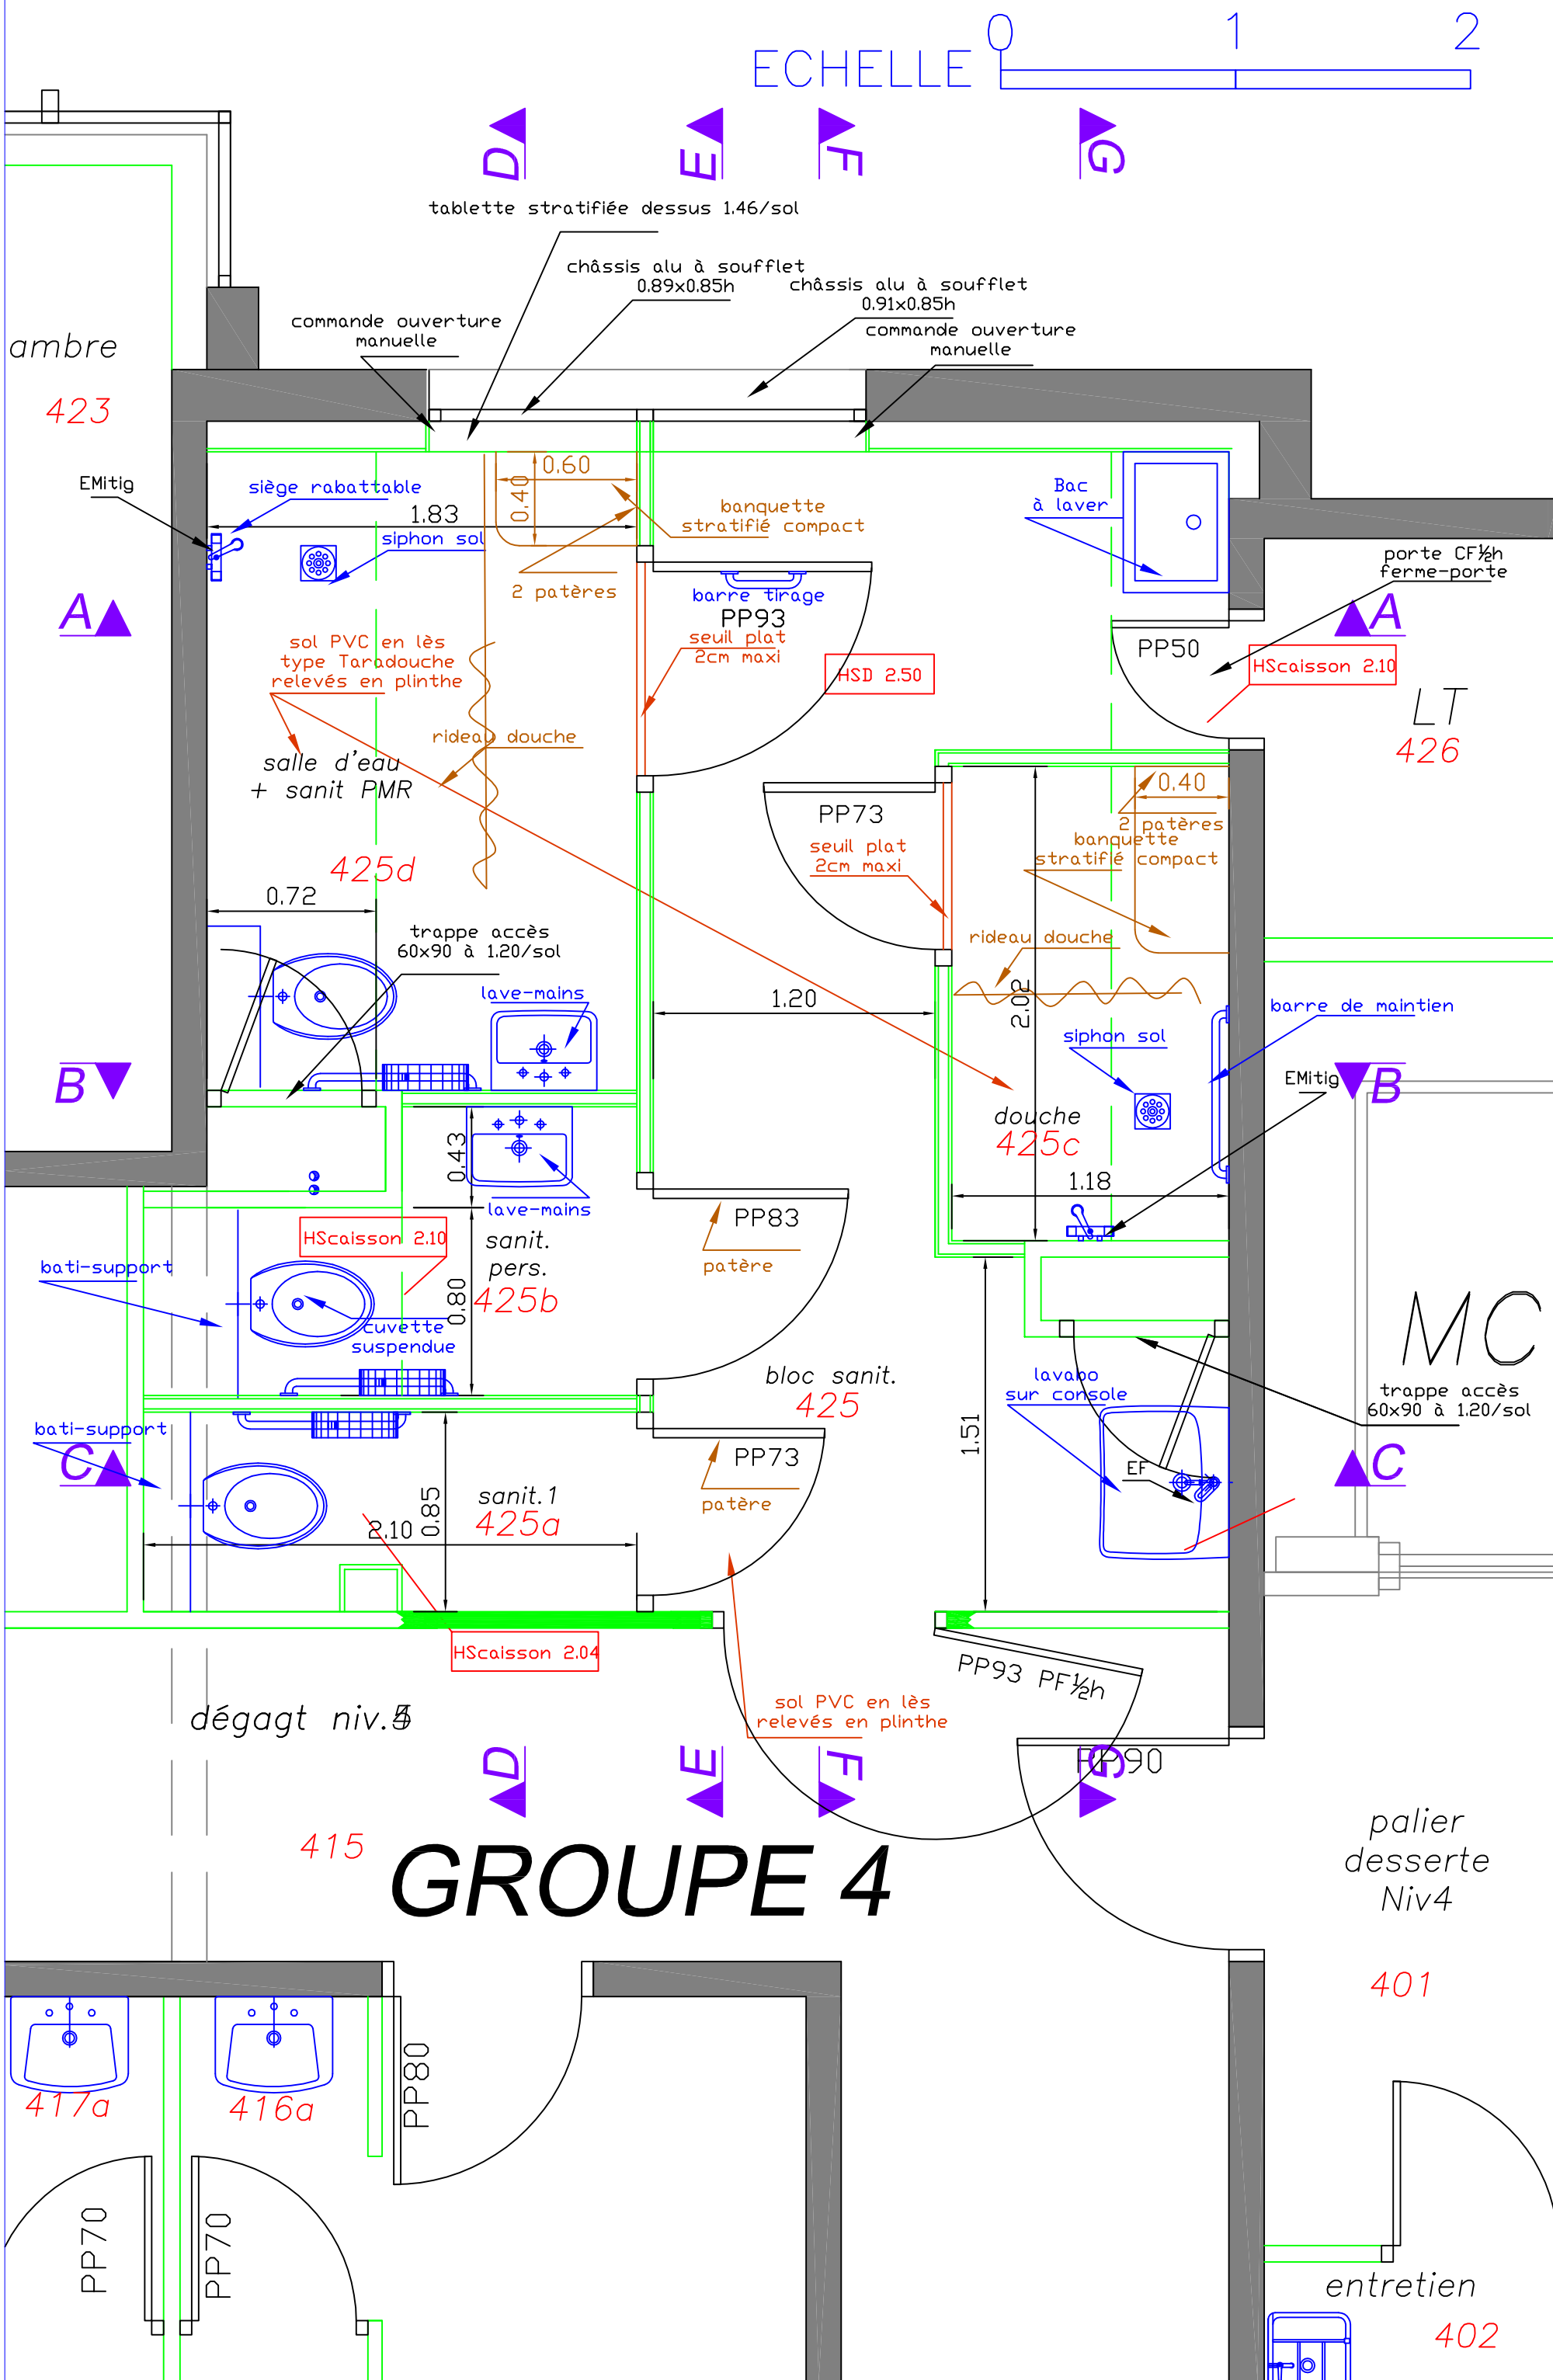 ECHELLE 0 1 2
D E F G
tablette stratifiée dessus 1.46/sol
châssis alu à soufflet
0.89x0.85h
châssis alu à soufflet
0.91x0.85h
commande ouverture
manuelle
commande ouverture
manuelle
ambre
423
EMitig
siège rabattable
1.83
siphon sol
0.60
0.40
banquette
stratifié compact
2 patères
Bac
à laver
porte CF½h
ferme-porte
A
A
barre tirage
PP93
seuil plat
2cm maxi
PP50
HScaisson 2.10
HSD 2.50
sol PVC en lès
type Taradouche
relevés en plinthe
LT
426
rideau douche
salle d'eau
+ sanit PMR
425d
PP73
seuil plat
2cm maxi
0.40
2 patères
banquette
stratifié compact
0.72
trappe accès
60x90 à 1.20/sol
rideau douche
lave-mains
1.20
2.02
barre de maintien
siphon sol
B
EMitig
B
douche
425c
0.43
1.18
lave-mains
PP83
patère
HScaisson 2.10
sanit.
pers.
425b
bati-support
0.80
cuvette
suspendue
MC
bloc sanit.
425
lavabo
sur console
trappe accès
60x90 à 1.20/sol
bati-support
C
1.51
PP73
patère
EF
C
sanit.1
425a
0.85
2.10
HScaisson 2.04
PP93 PF½h
sol PVC en lès
relevés en plinthe
dégagt niv.
D E F G
PP90
415
GROUPE 4
palier
desserte
Niv4
401
PP80
417a
416a
PP70
PP70
entretien
402